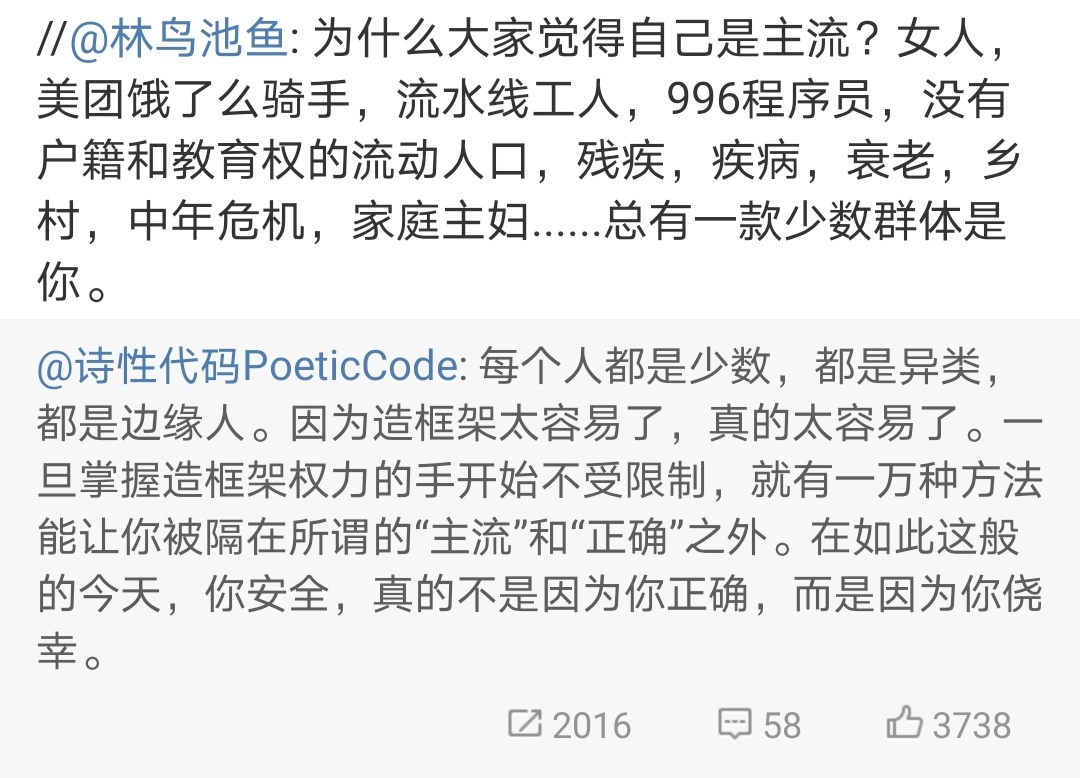 //@林鸟池鱼: 为什么大家觉得自己是主流？女人，
美团饿了么骑手，流水线工人，996程序员，没有
户籍和教育权的流动人口，残疾，疾病，衰老，乡
村，中年危机，家庭主妇......总有一款少数群体是
你。
@诗性代码PoeticCode: 每个人都是少数，都是异类，
都是边缘人。因为造框架太容易了，真的太容易了。一
旦掌握造框架权力的手开始不受限制，就有一万种方法
能让你被隔在所谓的“主流”和“正确”之外。在如此这般
的今天，你安全，真的不是因为你正确，而是因为你侥
幸。
2016 58 3738